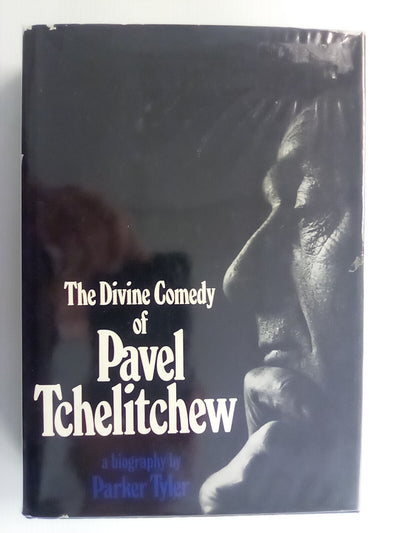 The Divine Comedy
of
Pavel
Tchelitchew
a biography by
Parker Tyler